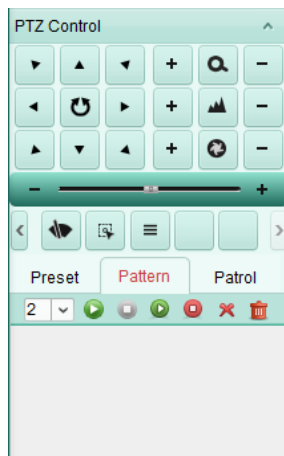 PTZ Control
+ −
+ −
+ −
− +
Preset Pattern Patrol
2